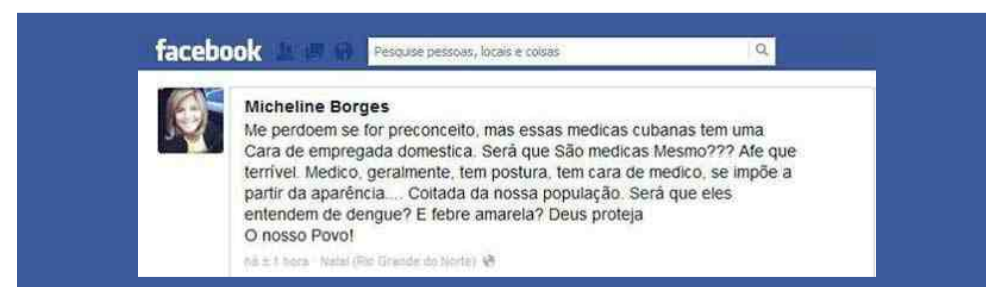 facebook
Pesquise pessoas, locais e coisas
Micheline Borges
Me perdoem se for preconceito, mas essas medicas cubanas tem uma
Cara de empregada domestica. Será que São medicas Mesmo??? Afe que
terrível. Medico, geralmente, tem postura, tem cara de medico, se impõe a
partir da aparência.... Coitada da nossa população. Será que eles
entendem de dengue? E febre amarela? Deus proteja
O nosso Povo!
há ± 1 hora · Natal (Rio Grande do Norte)